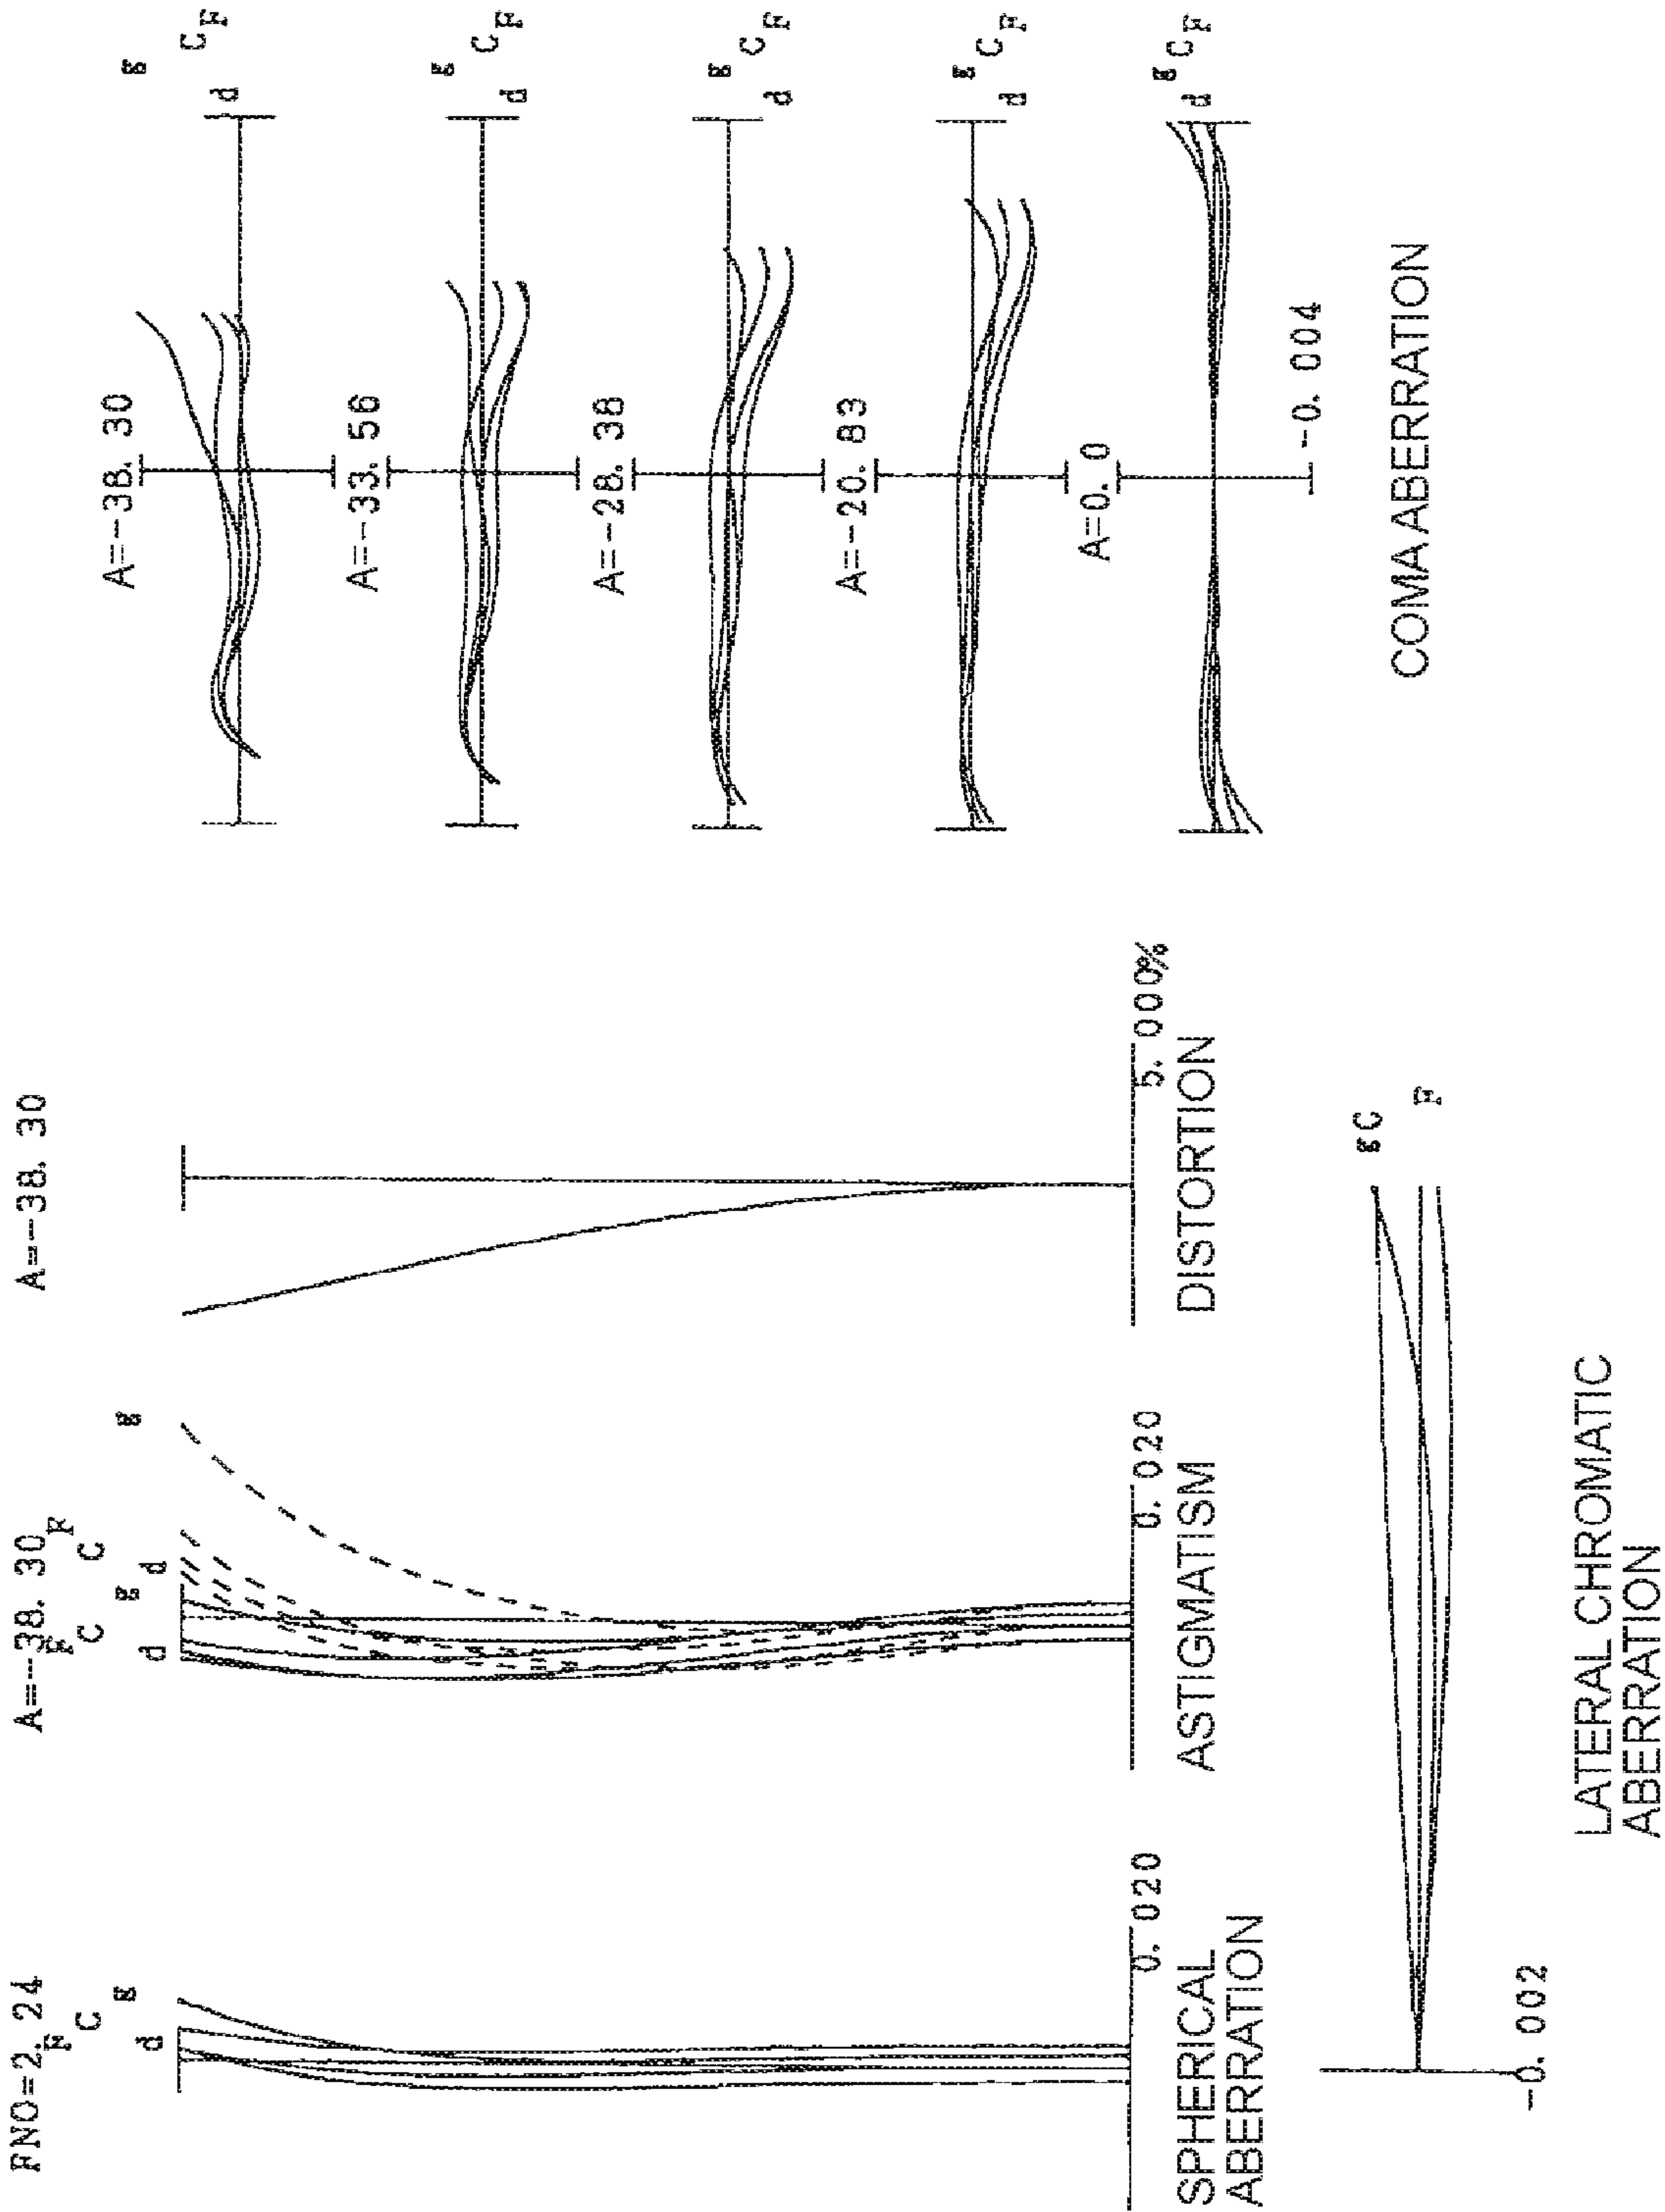 FNO=2. 24
F
C
g
d
0. 020
SPHERICAL
ABERRATION
A=-38. 30
F
C
g
d
F
C
d
g
0. 020
ASTIGMATISM
A=-38. 30
5. 000%
DISTORTION
A=-38. 30
g
C
F
d
A=-33. 56
g
C
F
d
A=-28. 38
g
C
F
d
A=-20. 83
g
C
F
d
A=0. 0
g
C
F
d
-0. 004
COMA ABERRATION
g
C
F
-0. 002
LATERAL CHROMATIC
ABERRATION